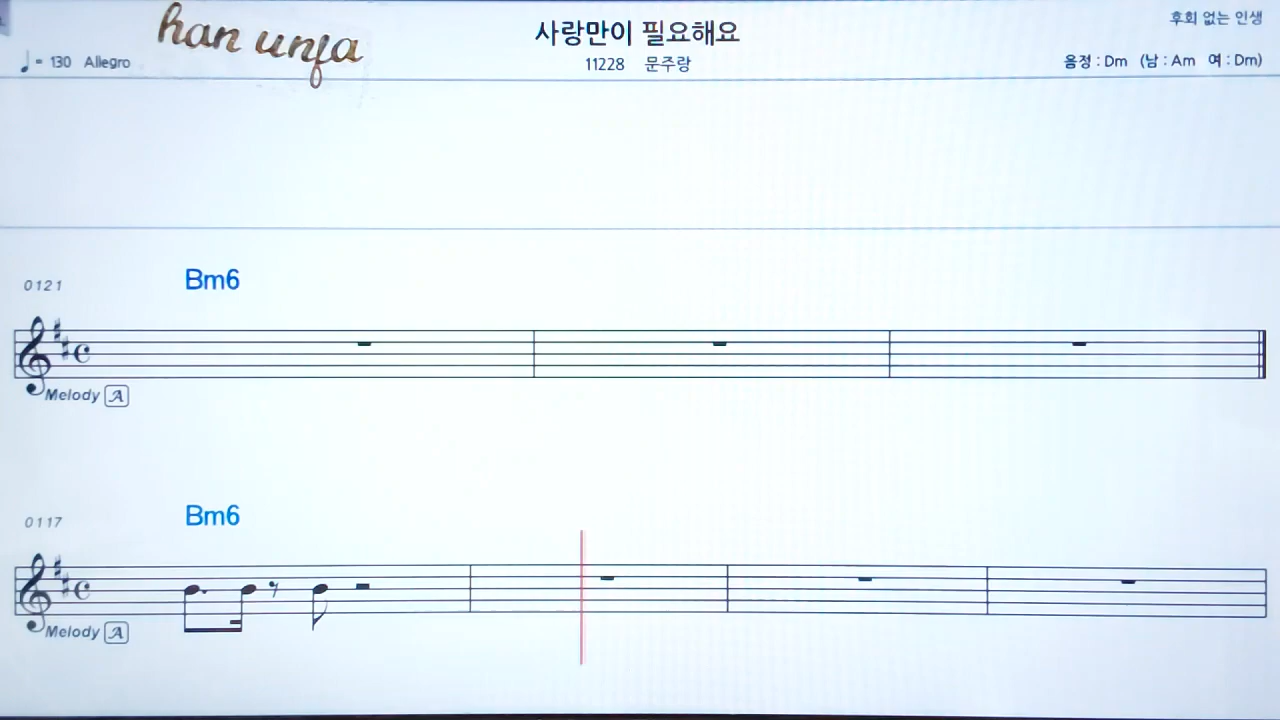 han unfa
사랑만이 필요해요
후회 없는 인생
♩ = 130 Allegro
11228 문주랑
음정 : Dm (남 : Am 여 : Dm)
0121
Bm6
Melody A
0117
Bm6
Melody A